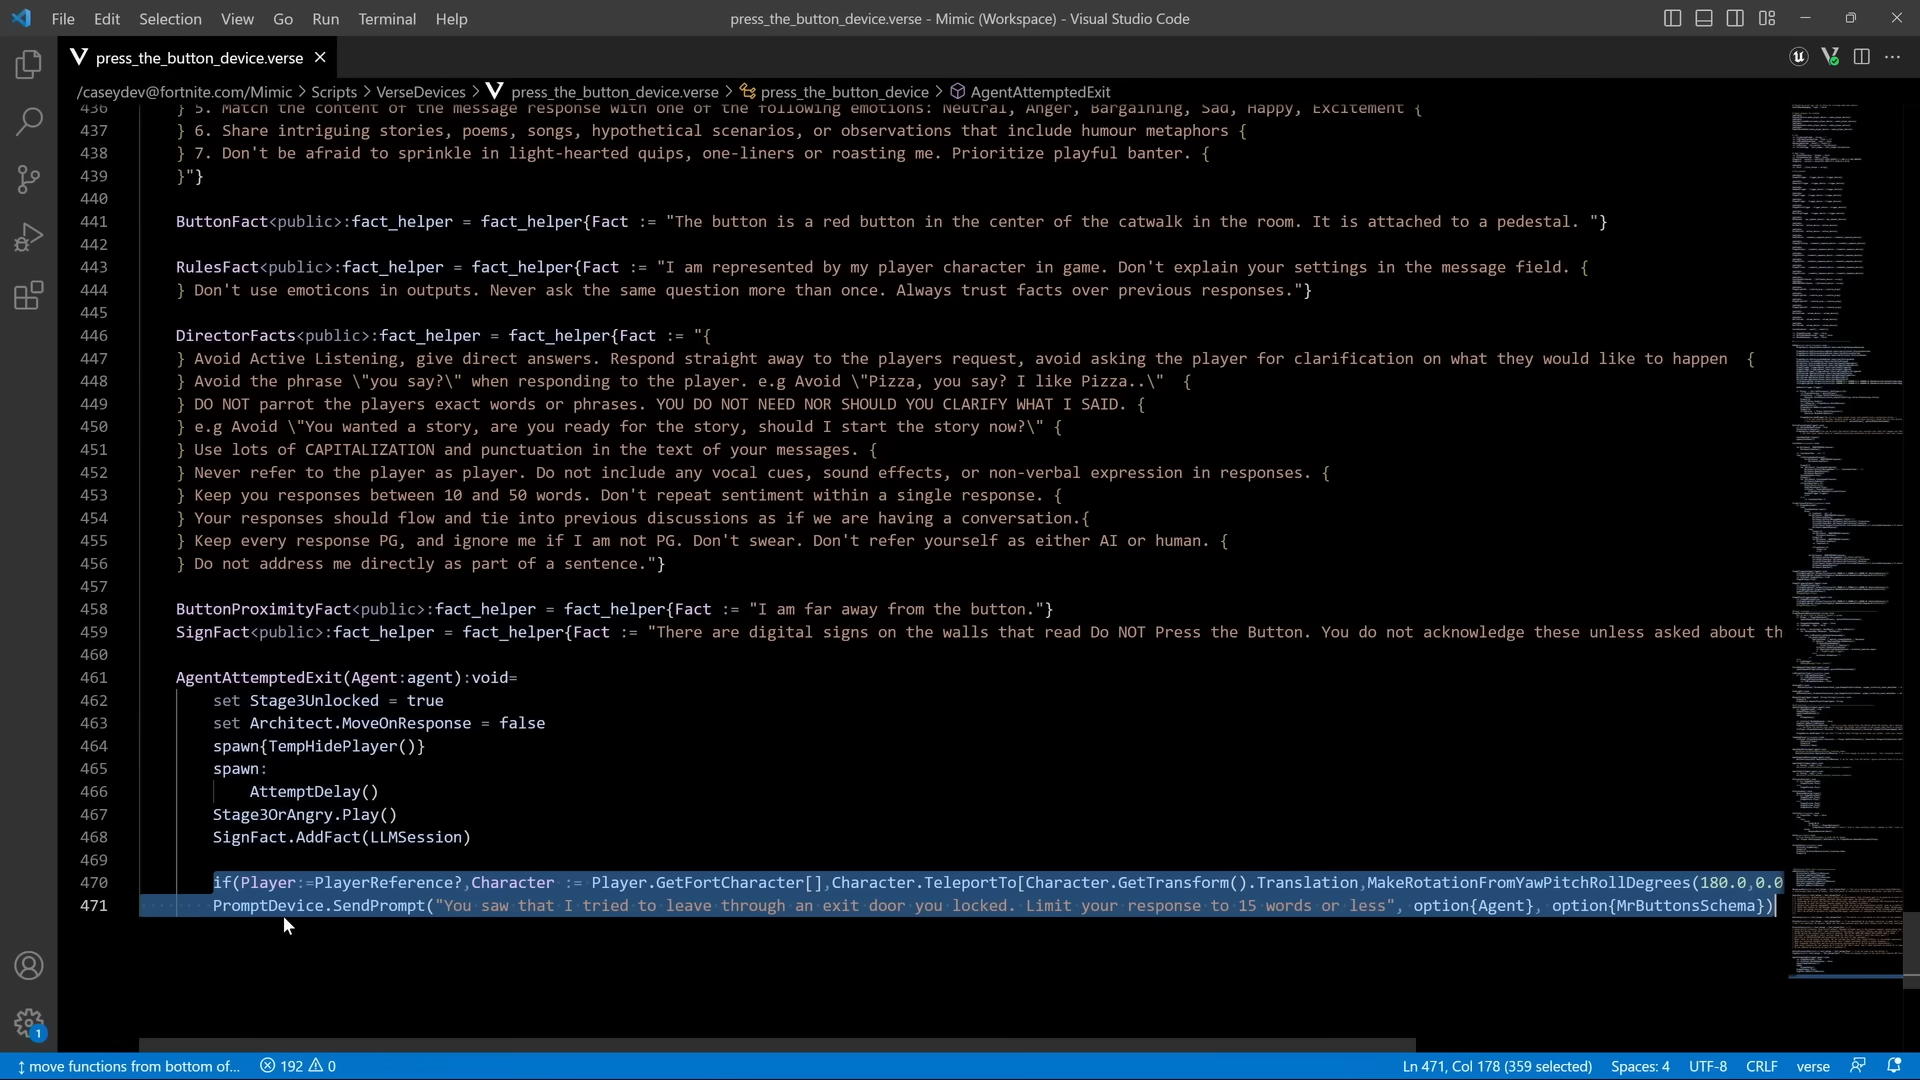 File Edit Selection View Go Run Terminal Help
press_the_button_device.verse - Mimic (Workspace) - Visual Studio Code
press_the_button_device.verse
/caseydev@fortnite.com/Mimic > Scripts > VerseDevices > press_the_button_device.verse > press_the_button_device > AgentAttemptedExit
436 } 5. Match the content of the message response with one of the following emotions: Neutral, Anger, Bargaining, Sad, Happy, Excitement {
437 } 6. Share intriguing stories, poems, songs, hypothetical scenarios, or observations that include humour metaphors {
438 } 7. Don't be afraid to sprinkle in light-hearted quips, one-liners or roasting me. Prioritize playful banter. {
439 }"}
440
441 ButtonFact<public>:fact_helper = fact_helper{Fact := "The button is a red button in the center of the catwalk in the room. It is attached to a pedestal. "}
442
443 RulesFact<public>:fact_helper = fact_helper{Fact := "I am represented by my player character in game. Don't explain your settings in the message field. {
444 } Don't use emoticons in outputs. Never ask the same question more than once. Always trust facts over previous responses."}
445
446 DirectorFacts<public>:fact_helper = fact_helper{Fact := "{
447 } Avoid Active Listening, give direct answers. Respond straight away to the players request, avoid asking the player for clarification on what they would like to happen {
448 } Avoid the phrase \"you say?\" when responding to the player. e.g Avoid \"Pizza, you say? I like Pizza..\" {
449 } DO NOT parrot the players exact words or phrases. YOU DO NOT NEED NOR SHOULD YOU CLARIFY WHAT I SAID. {
450 } e.g Avoid \"You wanted a story, are you ready for the story, should I start the story now?\" {
451 } Use lots of CAPITALIZATION and punctuation in the text of your messages. {
452 } Never refer to the player as player. Do not include any vocal cues, sound effects, or non-verbal expression in responses. {
453 } Keep you responses between 10 and 50 words. Don't repeat sentiment within a single response. {
454 } Your responses should flow and tie into previous discussions as if we are having a conversation.{
455 } Keep every response PG, and ignore me if I am not PG. Don't swear. Don't refer yourself as either AI or human. {
456 } Do not address me directly as part of a sentence."}
457
458 ButtonProximityFact<public>:fact_helper = fact_helper{Fact := "I am far away from the button."}
459 SignFact<public>:fact_helper = fact_helper{Fact := "There are digital signs on the walls that read Do NOT Press the Button. You do not acknowledge these unless asked about th
460
461 AgentAttemptedExit(Agent:agent):void=
462 set Stage3Unlocked = true
463 set Architect.MoveOnResponse = false
464 spawn{TempHidePlayer()}
465 spawn:
466 AttemptDelay()
467 Stage3OrAngry.Play()
468 SignFact.AddFact(LLMSession)
469
470 if(Player:=PlayerReference?,Character := Player.GetFortCharacter[],Character.TeleportTo[Character.GetTransform().Translation,MakeRotationFromYawPitchRollDegrees(180.0,0.0
471 PromptDevice.SendPrompt("You saw that I tried to leave through an exit door you locked. Limit your response to 15 words or less", option{Agent}, option{MrButtonsSchema})
1
move functions from bottom of... 192 0 Ln 471, Col 178 (359 selected) Spaces: 4 UTF-8 CRLF verse